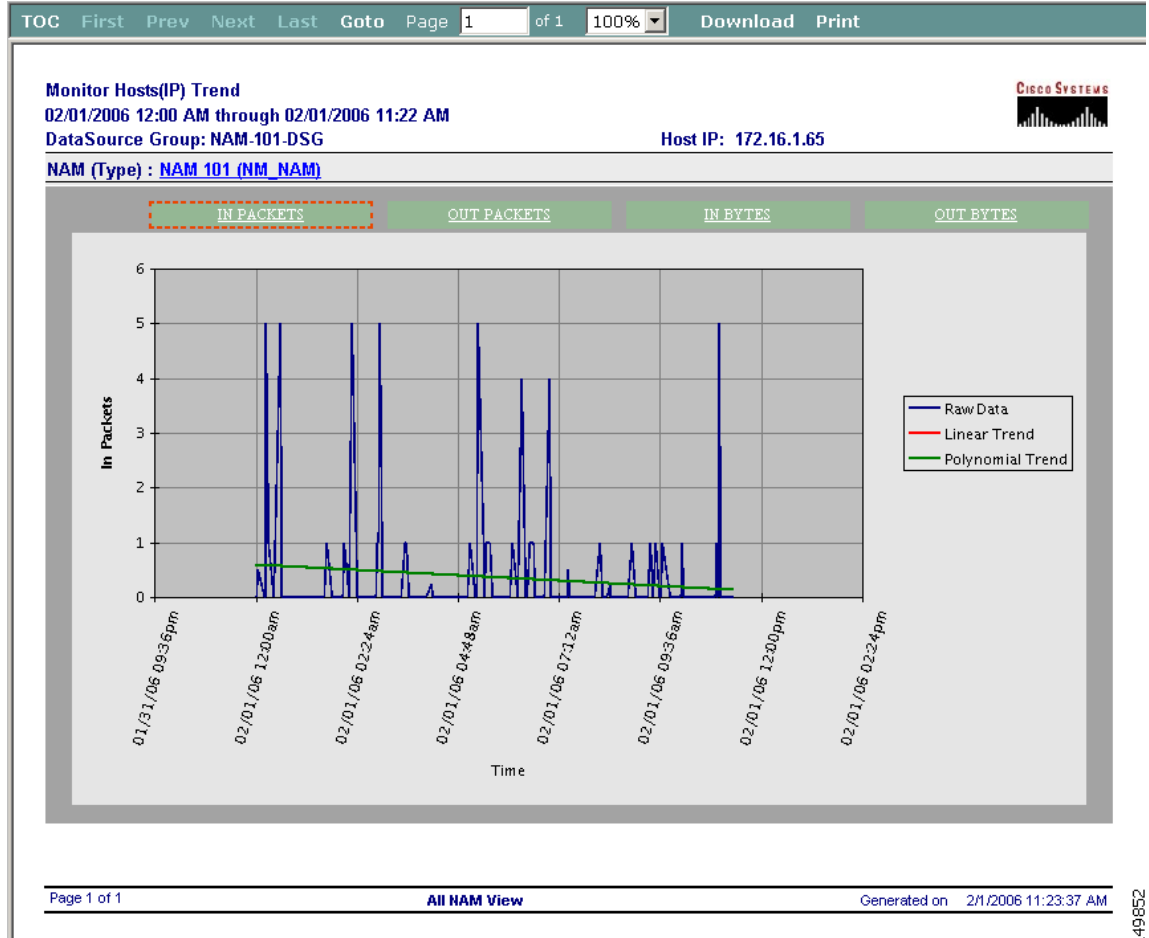 TOC First Prev Next Last Goto Page 1 of 1 100% Download Print
Monitor Hosts(IP) Trend
CISCO SYSTEMS
02/01/2006 12:00 AM through 02/01/2006 11:22 AM
DataSource Group: NAM-101-DSG Host IP: 172.16.1.65
NAM (Type) : NAM 101 (NM_NAM)
IN PACKETS OUT PACKETS IN BYTES OUT BYTES
6
5
4
3
2
1
0
In Packets
Raw Data
Linear Trend
Polynomial Trend
01/31/06 09:36pm
02/01/06 12:00am
02/01/06 02:24am
02/01/06 04:48am
02/01/06 07:12am
02/01/06 09:36am
02/01/06 12:00pm
02/01/06 02:24pm
Time
Page 1 of 1 All NAM View Generated on 2/1/2006 11:23:37 AM